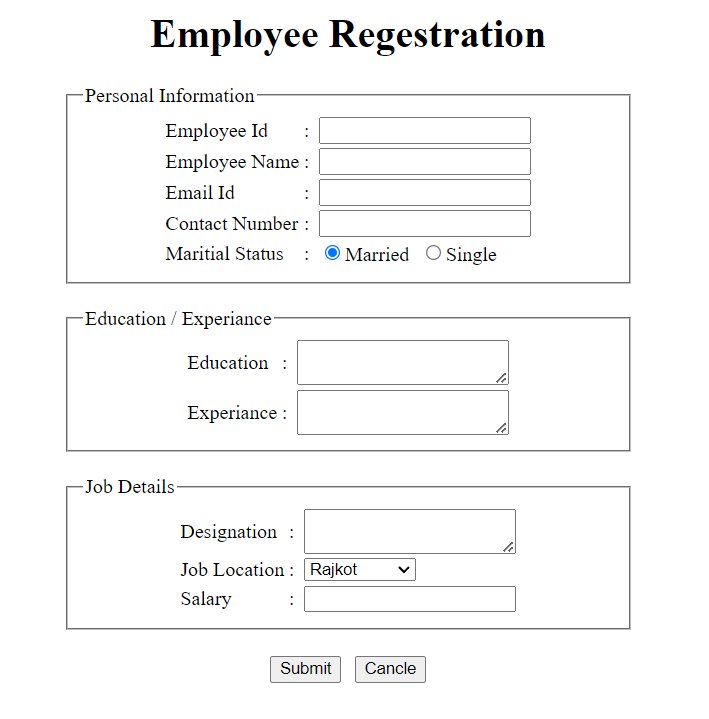 Employee Regestration
Personal Information
Employee Id :
Employee Name :
Email Id :
Contact Number :
Maritial Status : Married Single
Education / Experiance
Education :
Experiance :
Job Details
Designation :
Job Location : Rajkot
Salary :
Submit Cancle